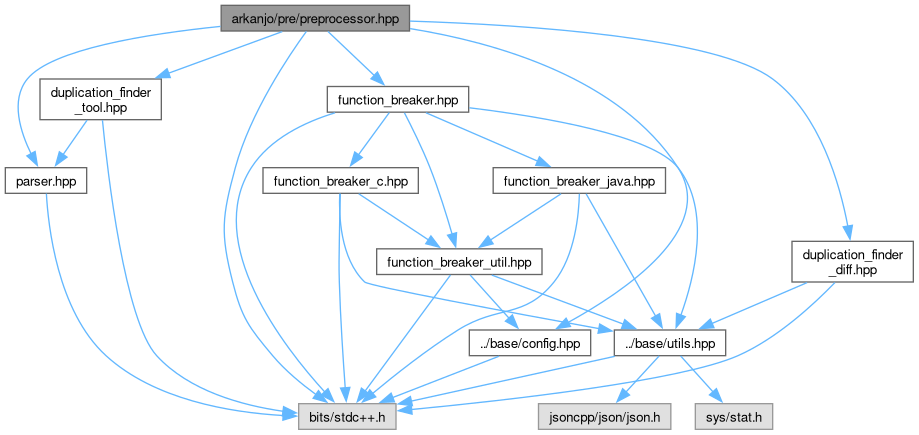 arkanjo/pre/preprocessor.hpp
duplication_finder
_tool.hpp
function_breaker.hpp
parser.hpp
function_breaker_c.hpp
function_breaker_java.hpp
function_breaker_util.hpp
duplication_finder
_diff.hpp
../base/config.hpp
../base/utils.hpp
bits/stdc++.h
jsoncpp/json/json.h
sys/stat.h